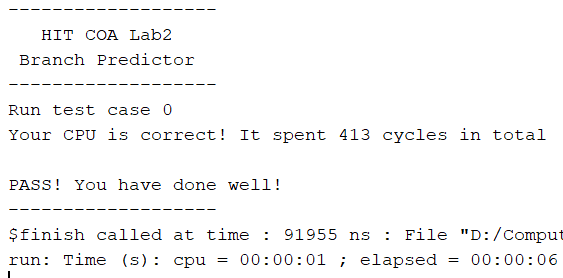 -------------------
HIT COA Lab2
Branch Predictor
-------------------
Run test case 0
Your CPU is correct! It spent 413 cycles in total
PASS! You have done well!
-------------------
$finish called at time : 91955 ns : File "D:/Comput
run: Time (s): cpu = 00:00:01 ; elapsed = 00:00:06